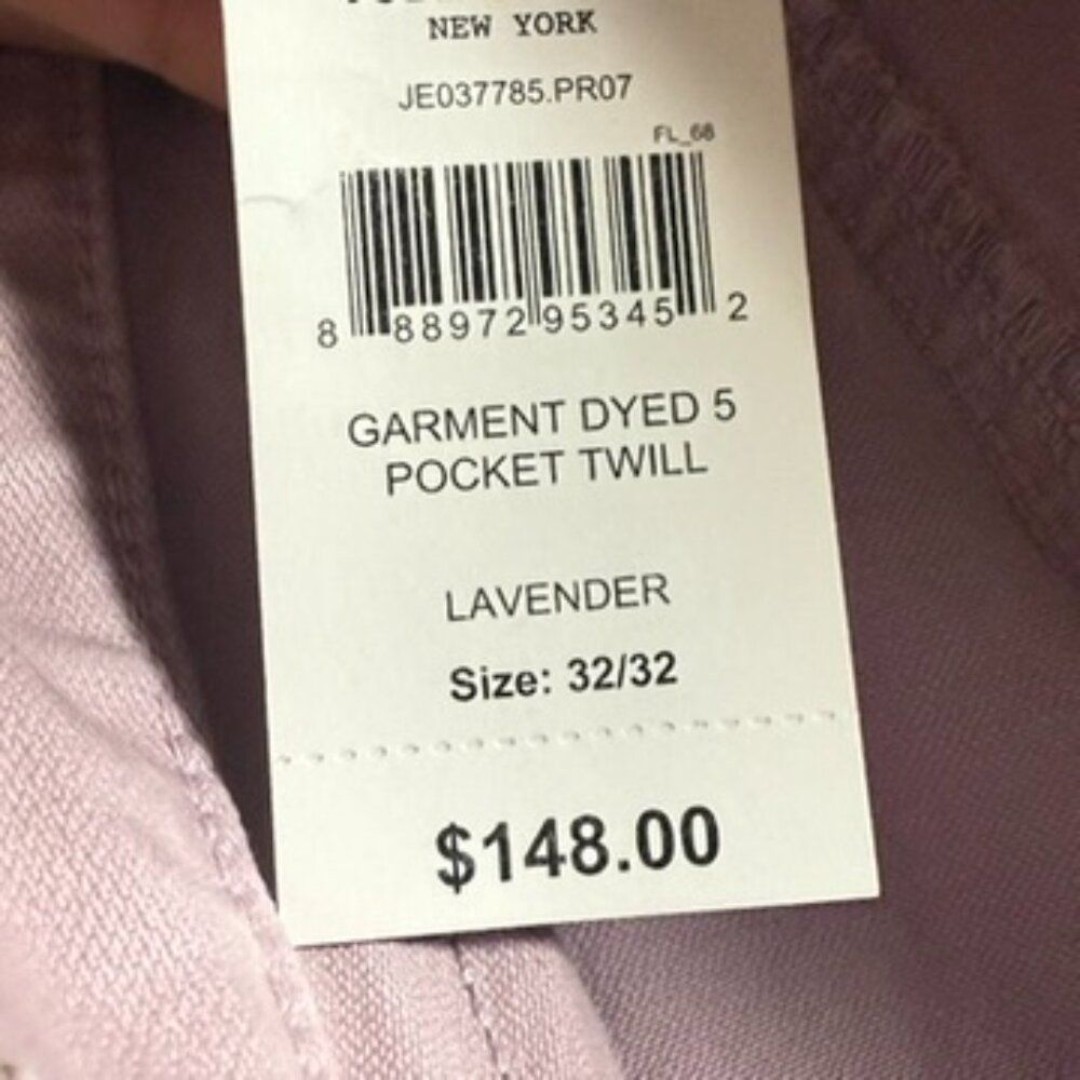 NEW YORK
JE037785.PR07
FL_68
8 88972 95345 2
GARMENT DYED 5
POCKET TWILL
LAVENDER
Size: 32/32
$148.00